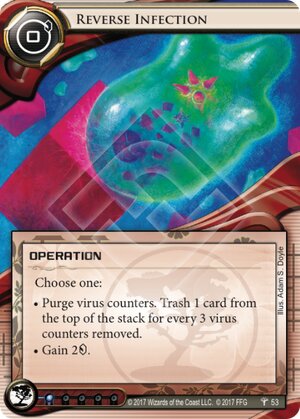 0
REVERSE INFECTION
OPERATION
Choose one:
• Purge virus counters. Trash 1 card from
the top of the stack for every 3 virus
counters removed.
• Gain 2
Illus. Adam S. Doyle
© 2017 Wizards of the Coast LLC. © 2017 FFG
53